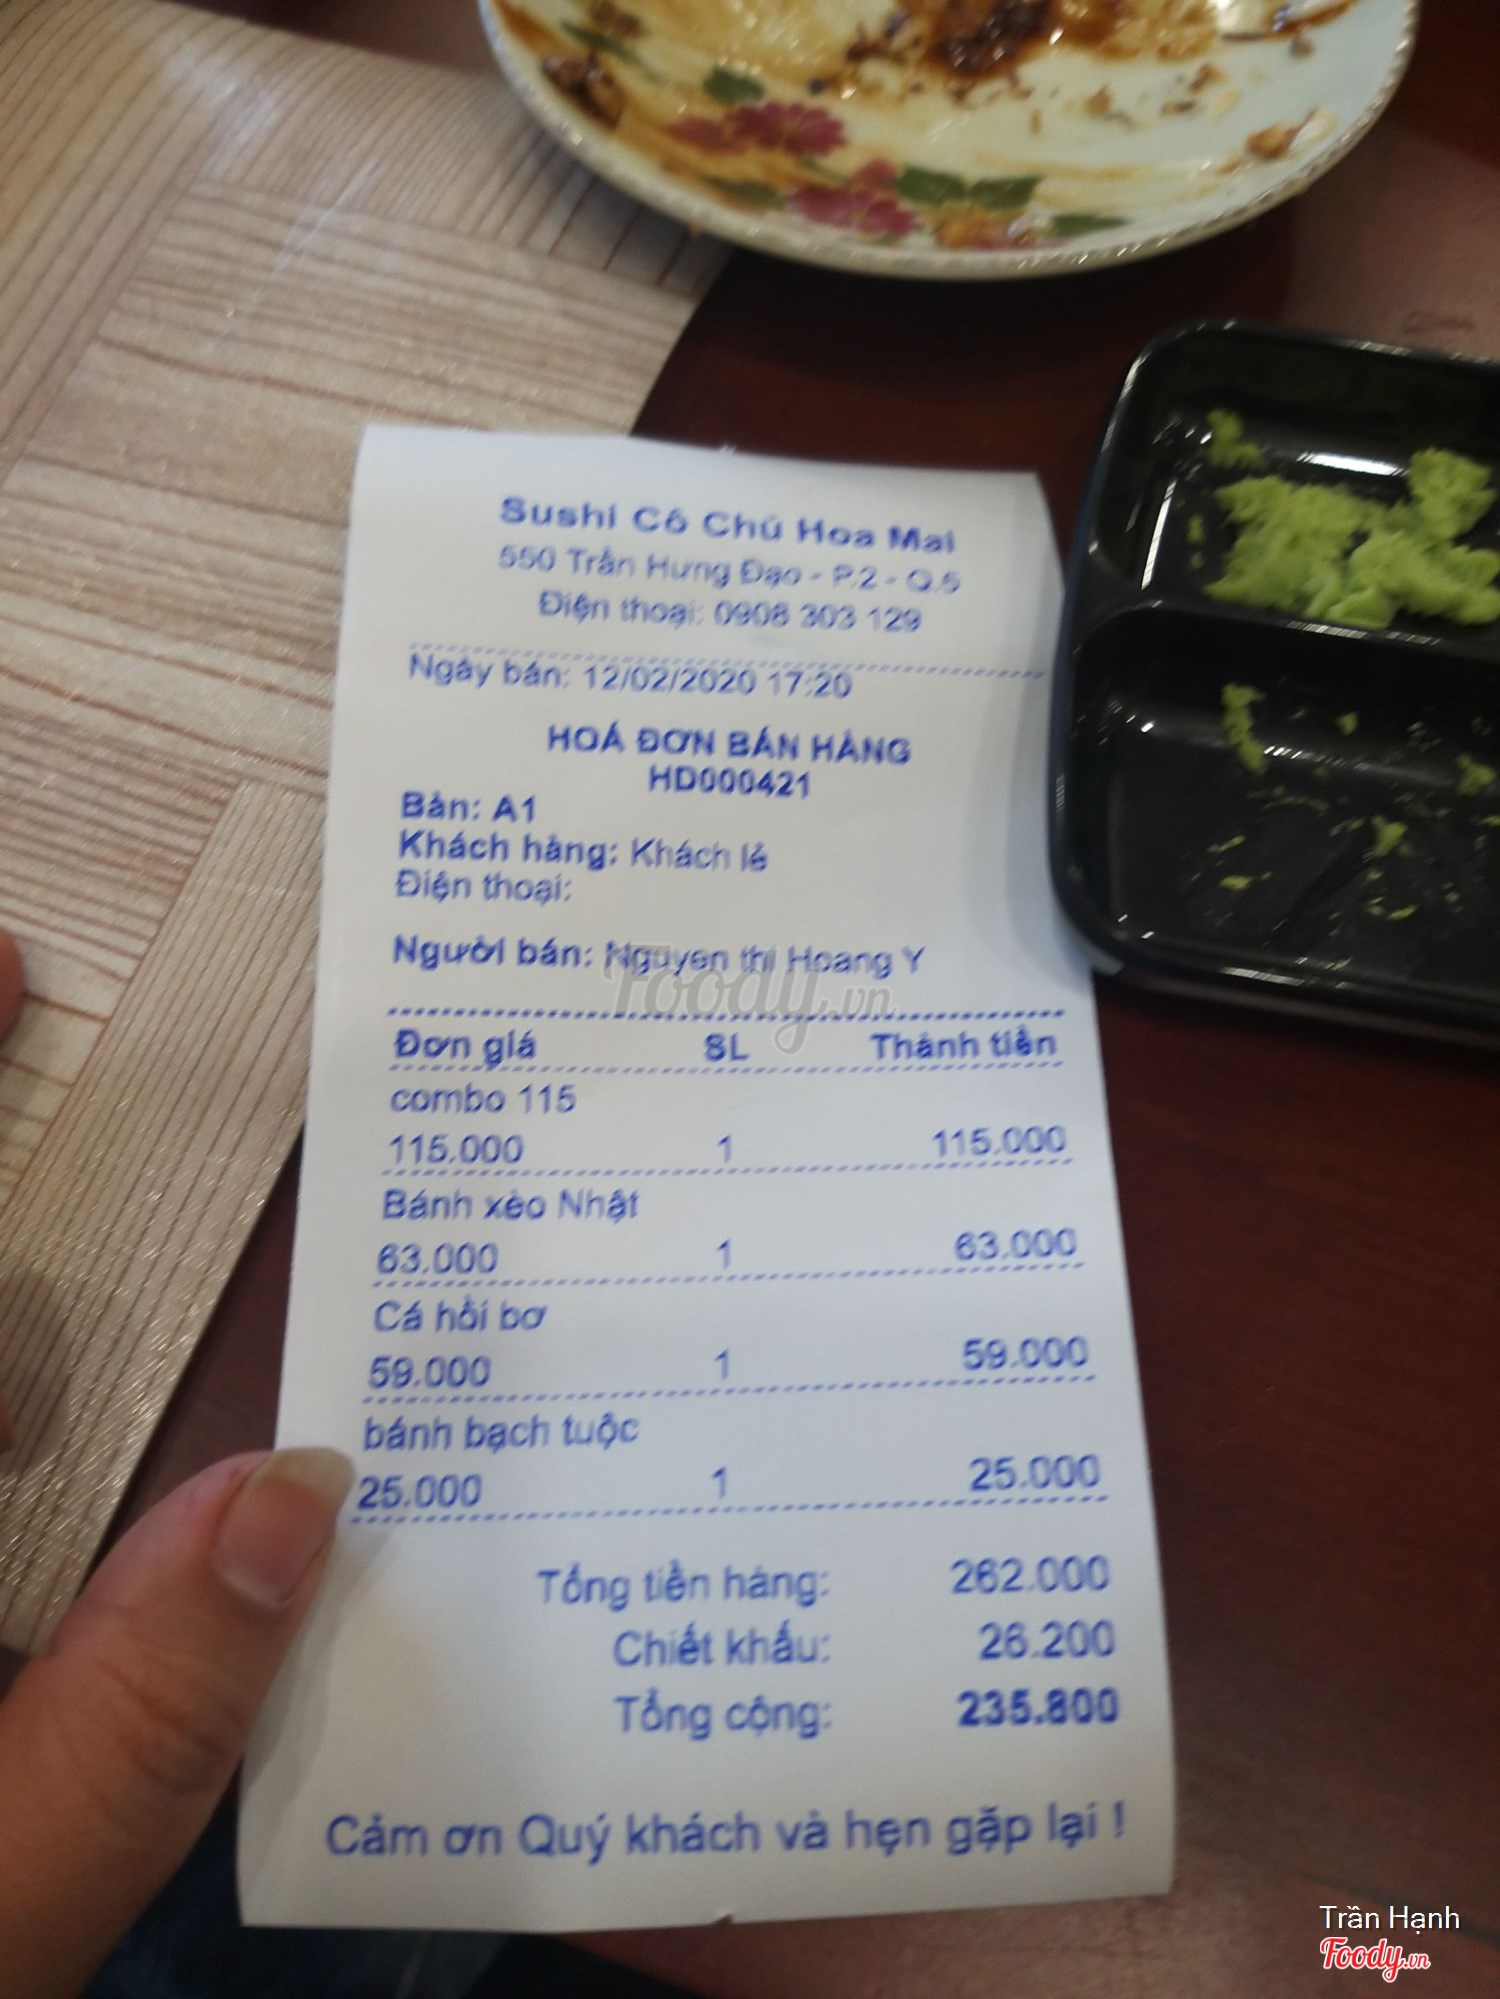 Sushi Cô Chú Hoa Mai
550 Trần Hưng Đạo - P.2 - Q.5
Điện thoại: 0908 303 129
Ngày bán: 12/02/2020 17:20
HOÁ ĐƠN BÁN HÀNG
HD000421
Bàn: A1
Khách hàng: Khách lẻ
Điện thoại:
Người bán: Nguyen thi Hoang Y
Foody.vn
Đơn giá SL Thành tiền
combo 115
115.000 1 115.000
Bánh xèo Nhật
63.000 1 63.000
Cá hồi bơ
59.000 1 59.000
bánh bạch tuộc
25.000 1 25.000
Tổng tiền hàng: 262.000
Chiết khấu: 26.200
Tổng cộng: 235.800
Cảm ơn Quý khách và hẹn gặp lại !
Trần Hạnh
Foody.vn